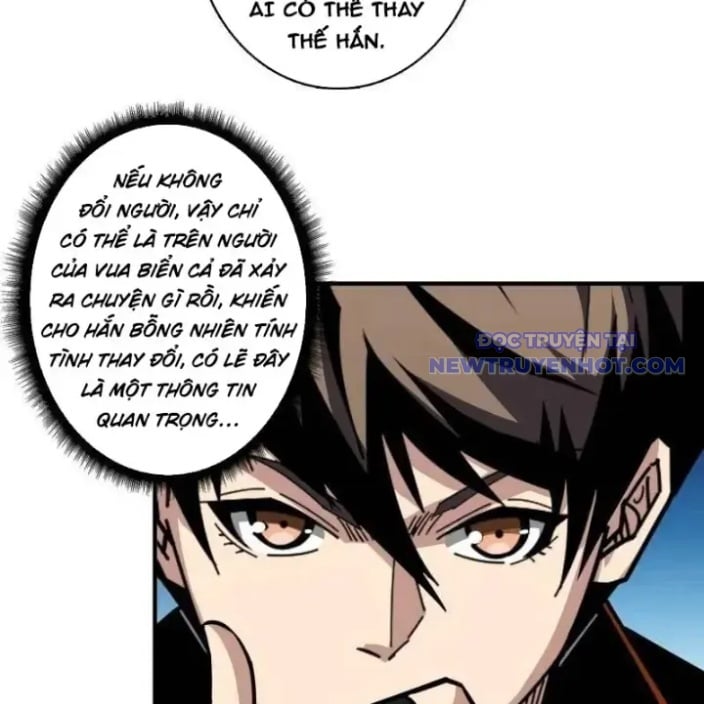 AI CÓ THỂ THAY
THẾ HẮN.
NẾU KHÔNG
ĐỔI NGƯỜI, VẬY CHỈ
CÓ THỂ LÀ TRÊN NGƯỜI
CỦA VUA BIỂN CẢ ĐÃ XẢY
RA CHUYỆN GÌ RỒI, KHIẾN
CHO HẮN BỖNG NHIÊN TÍNH
TÌNH THAY ĐỔI, CÓ LẼ ĐÂY
LÀ MỘT THÔNG TIN
QUAN TRỌNG...
ĐỌC TRUYỆN TẠI
NEWTRUYENHOT.COM